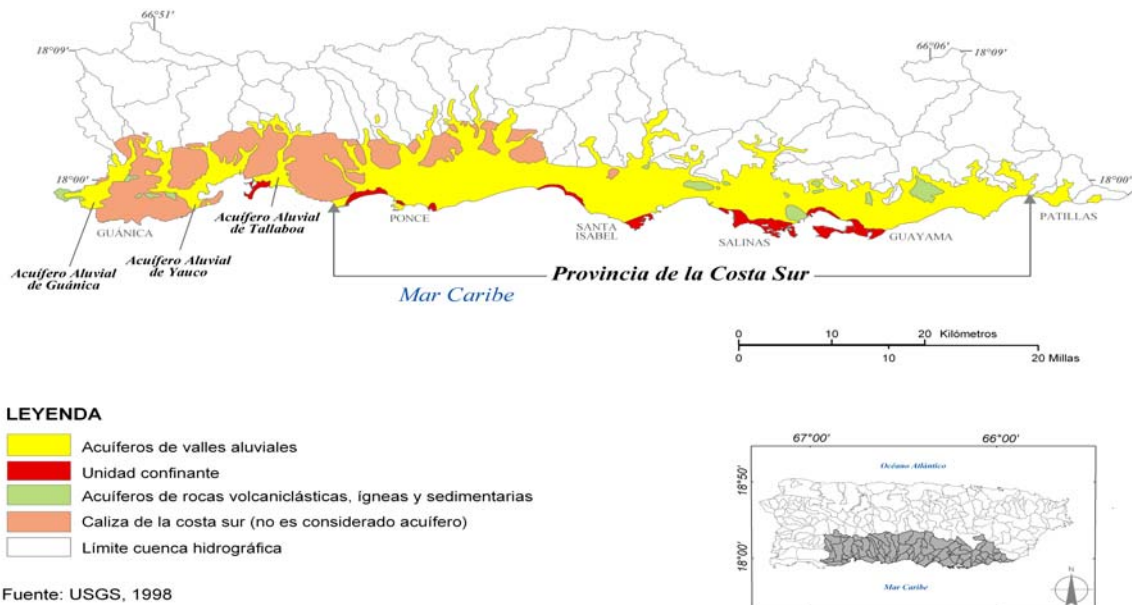 66°51'
66°06'
18°09'
18°09'
18°00'
18°00'
Acuífero Aluvial
de Tallaboa
PONCE
GUÁNICA
SANTA
ISABEL
SALINAS
GUAYAMA
PATILLAS
Acuífero Aluvial
de Guánica
Acuífero Aluvial
de Yauco
Provincia de la Costa Sur
Mar Caribe
0 10 20 Kilómetros
0 10 20 Millas
LEYENDA
Acuíferos de valles aluviales
Unidad confinante
Acuíferos de rocas volcaniclásticas, ígneas y sedimentarias
Caliza de la costa sur (no es considerado acuífero)
Límite cuenca hidrográfica
Fuente: USGS, 1998
67°00'
66°00'
Océano Atlántico
18°50'
18°00'
Mar Caribe
N